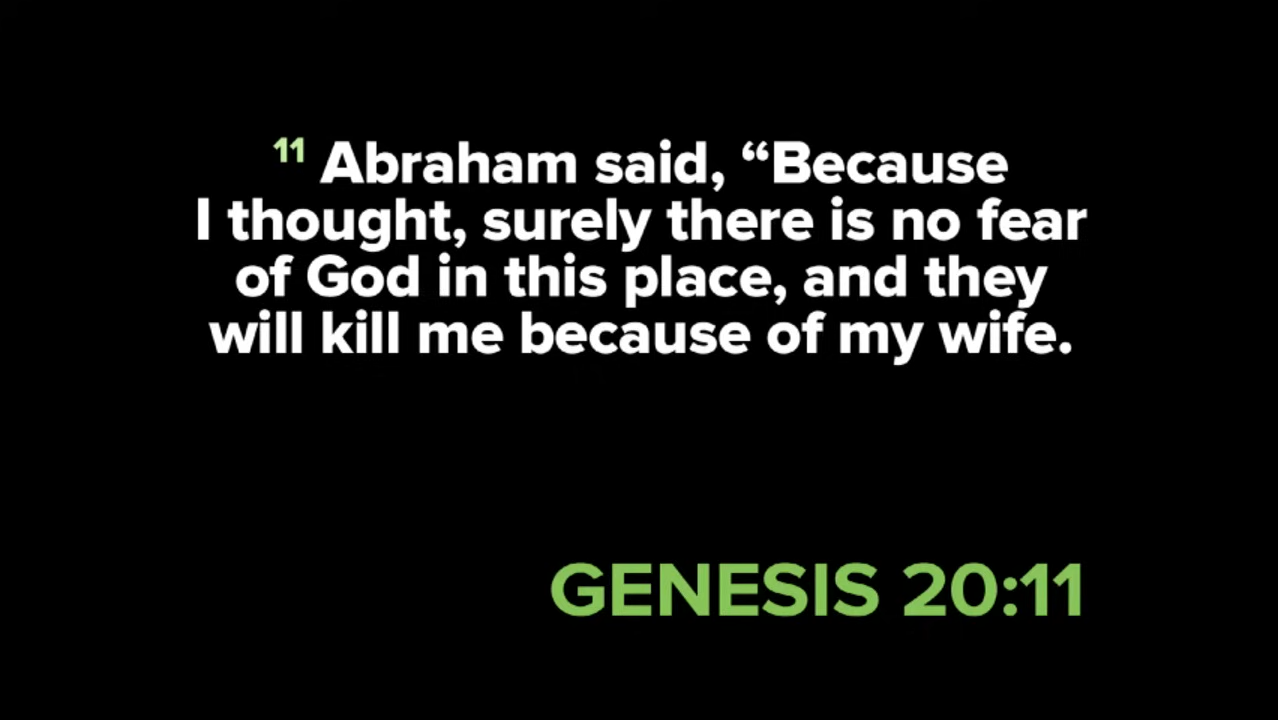 11 Abraham said, “Because
I thought, surely there is no fear
of God in this place, and they
will kill me because of my wife.
GENESIS 20:11